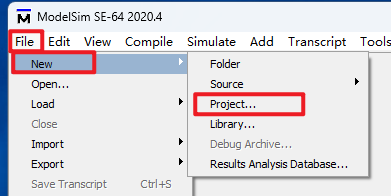 ModelSim SE-64 2020.4
File Edit View Compile Simulate Add Transcript Tools
New
Open...
Load
Close
Import
Export
Save Transcript Ctrl+S
Folder
Source
Project...
Library...
Debug Archive...
Results Analysis Database...